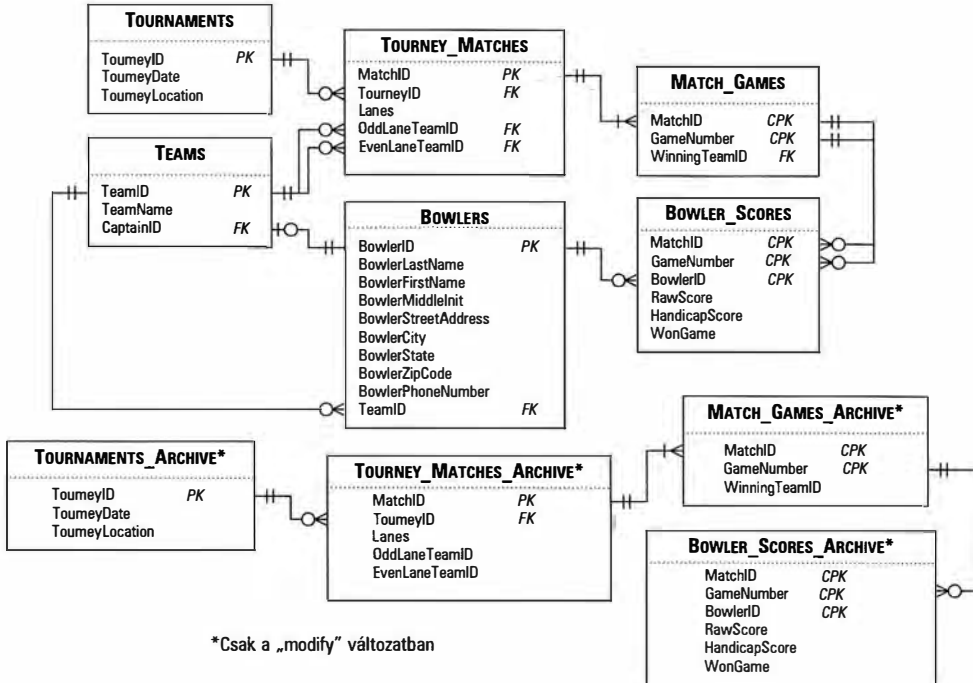 TOURNAMENTS
TourneyID PK
TourneyDate
TourneyLocation
TOURNEY_MATCHES
MatchID PK
TourneyID FK
Lanes
OddLaneTeamID FK
EvenLaneTeamID FK
MATCH_GAMES
MatchID CPK
GameNumber CPK
WinningTeamID FK
TEAMS
TeamID PK
TeamName
CaptainID FK
BOWLERS
BowlerID PK
BowlerLastName
BowlerFirstName
BowlerMiddleInit
BowlerStreetAddress
BowlerCity
BowlerState
BowlerZipCode
BowlerPhoneNumber
TeamID FK
BOWLER_SCORES
MatchID CPK
GameNumber CPK
BowlerID CPK
RawScore
HandicapScore
WonGame
TOURNAMENTS_ARCHIVE*
TourneyID PK
TourneyDate
TourneyLocation
TOURNEY_MATCHES_ARCHIVE*
MatchID PK
TourneyID FK
Lanes
OddLaneTeamID
EvenLaneTeamID
MATCH_GAMES_ARCHIVE*
MatchID CPK
GameNumber CPK
WinningTeamID
BOWLER_SCORES_ARCHIVE*
MatchID CPK
GameNumber CPK
BowlerID CPK
RawScore
HandicapScore
WonGame
*Csak a „modify” változatban